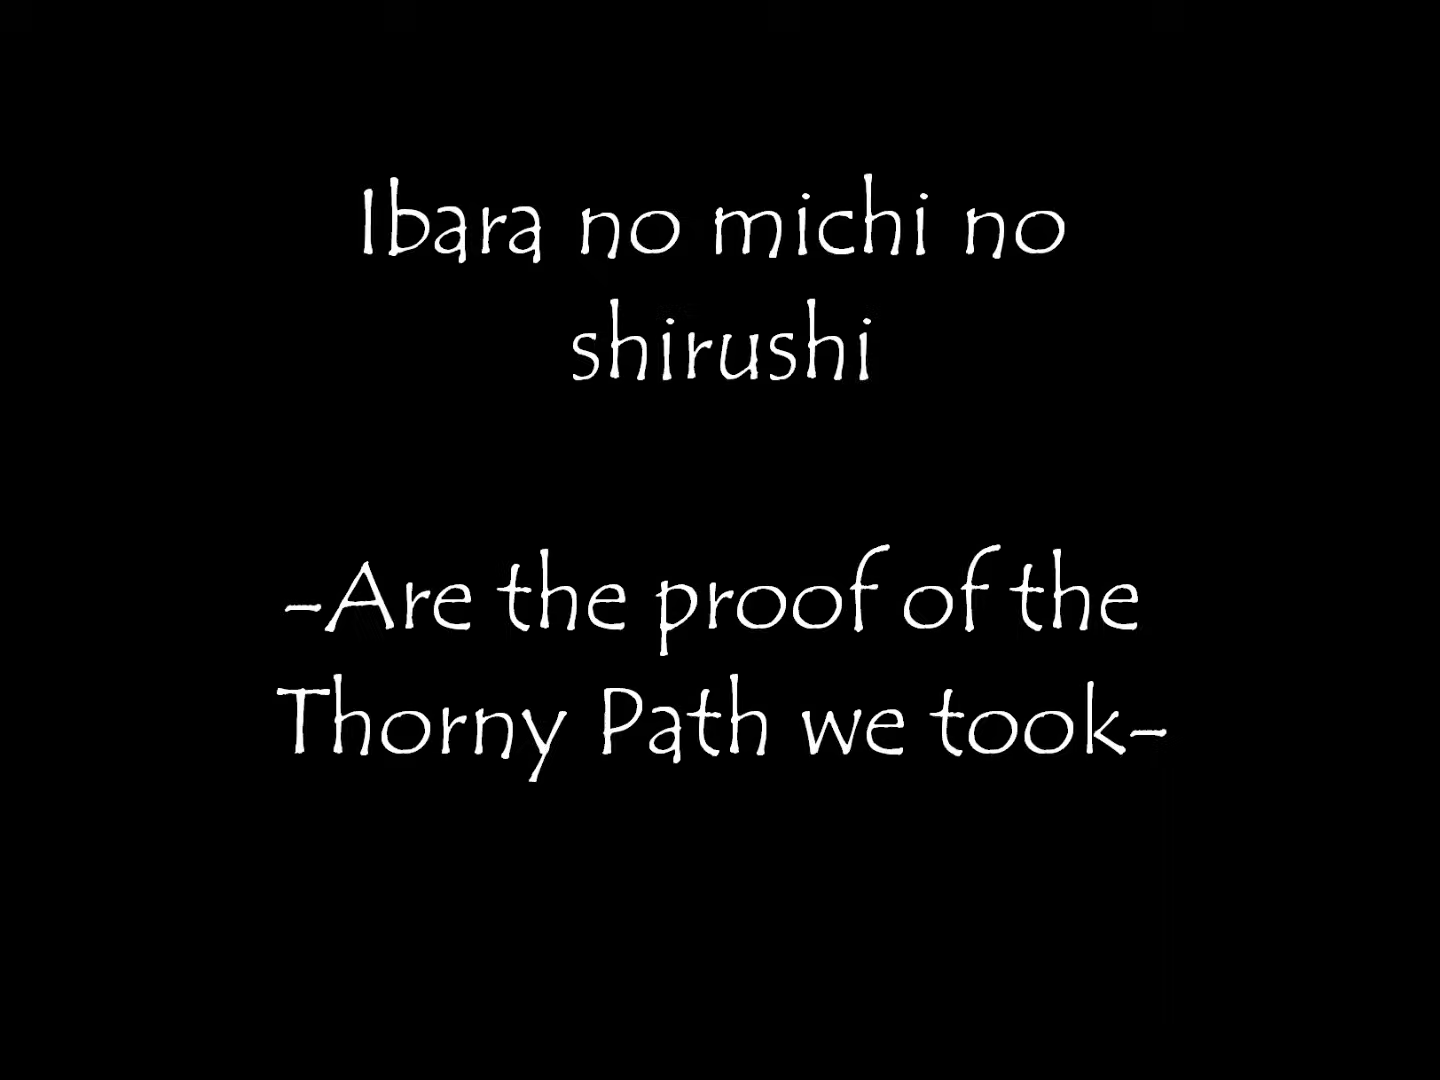 Ibara no michi no
shirushi
-Are the proof of the
Thorny Path we took-